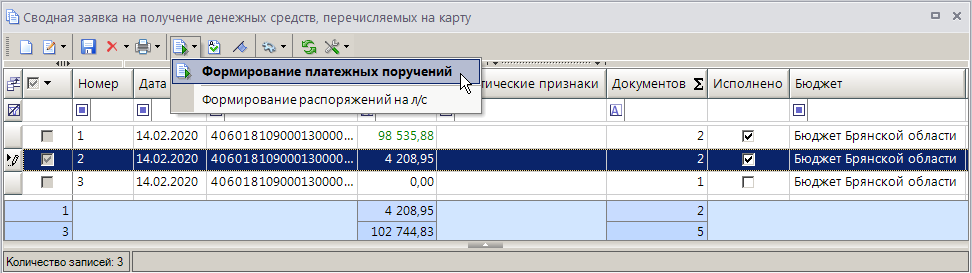 Сводная заявка на получение денежных средств, перечисляемых на карту
Формирование платежных поручений
Формирование распоряжений на л/с
Номер Дата тические признаки Документов Σ Исполнено Бюджет
1 14.02.2020 40601810900013000... 98 535,88 2 Бюджет Брянской области
2 14.02.2020 40601810900013000... 4 208,95 2 Бюджет Брянской области
3 14.02.2020 40601810900013000... 0,00 1 Бюджет Брянской области
1 4 208,95 2
3 102 744,83 5
Количество записей: 3